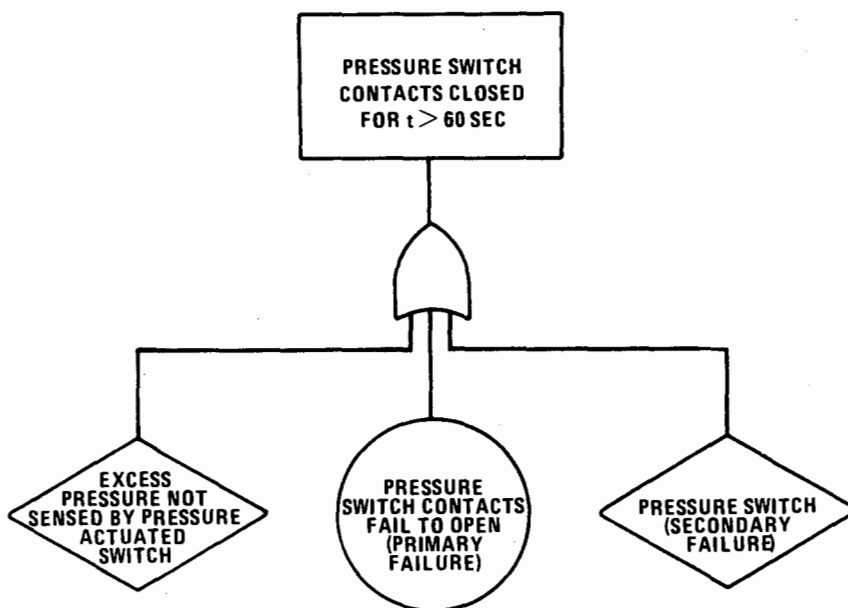 PRESSURE SWITCH
CONTACTS CLOSED
FOR t > 60 SEC
EXCESS
PRESSURE NOT
SENSED BY PRESSURE
ACTUATED
SWITCH
PRESSURE
SWITCH CONTACTS
FAIL TO OPEN
(PRIMARY
FAILURE)
PRESSURE SWITCH
(SECONDARY
FAILURE)